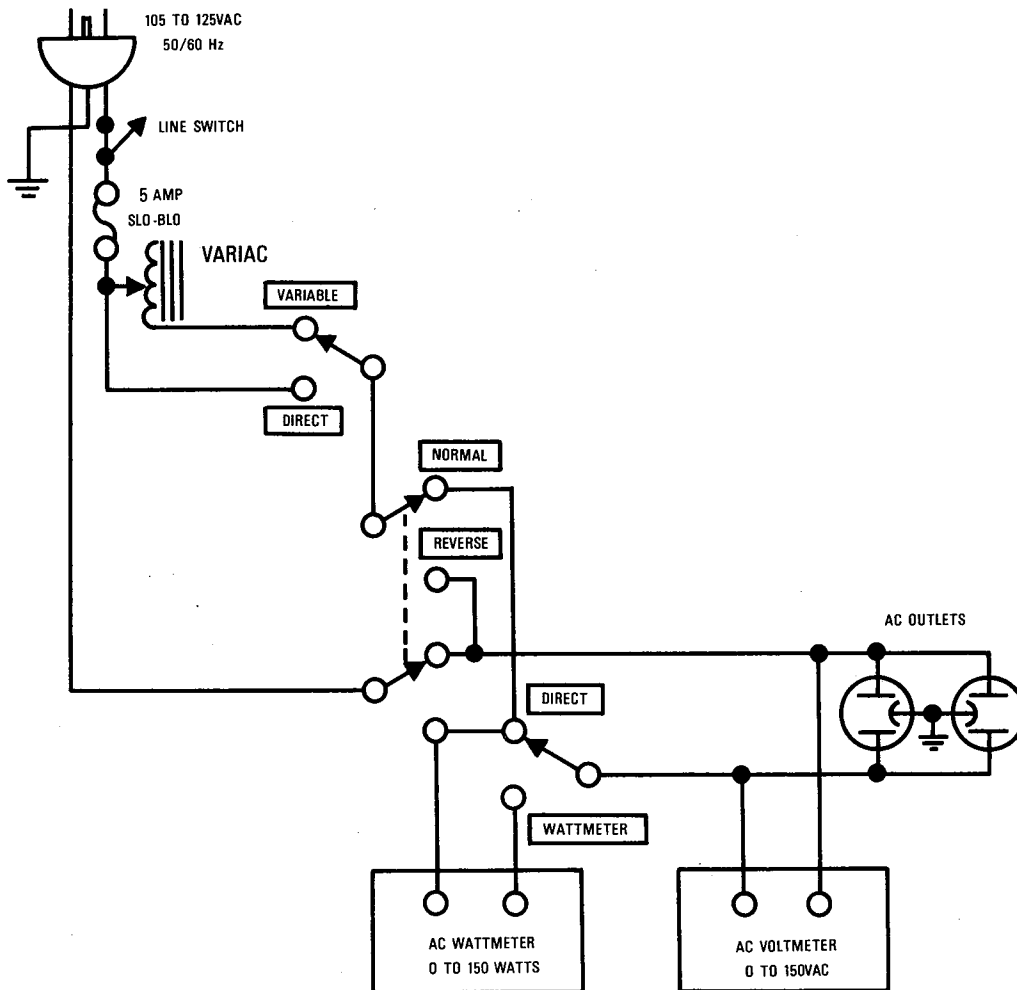 105 TO 125VAC
50/60 Hz
LINE SWITCH
5 AMP
SLO-BLO
VARIAC
VARIABLE
DIRECT
NORMAL
REVERSE
AC OUTLETS
DIRECT
WATTMETER
AC WATTMETER
0 TO 150 WATTS
AC VOLTMETER
0 TO 150VAC